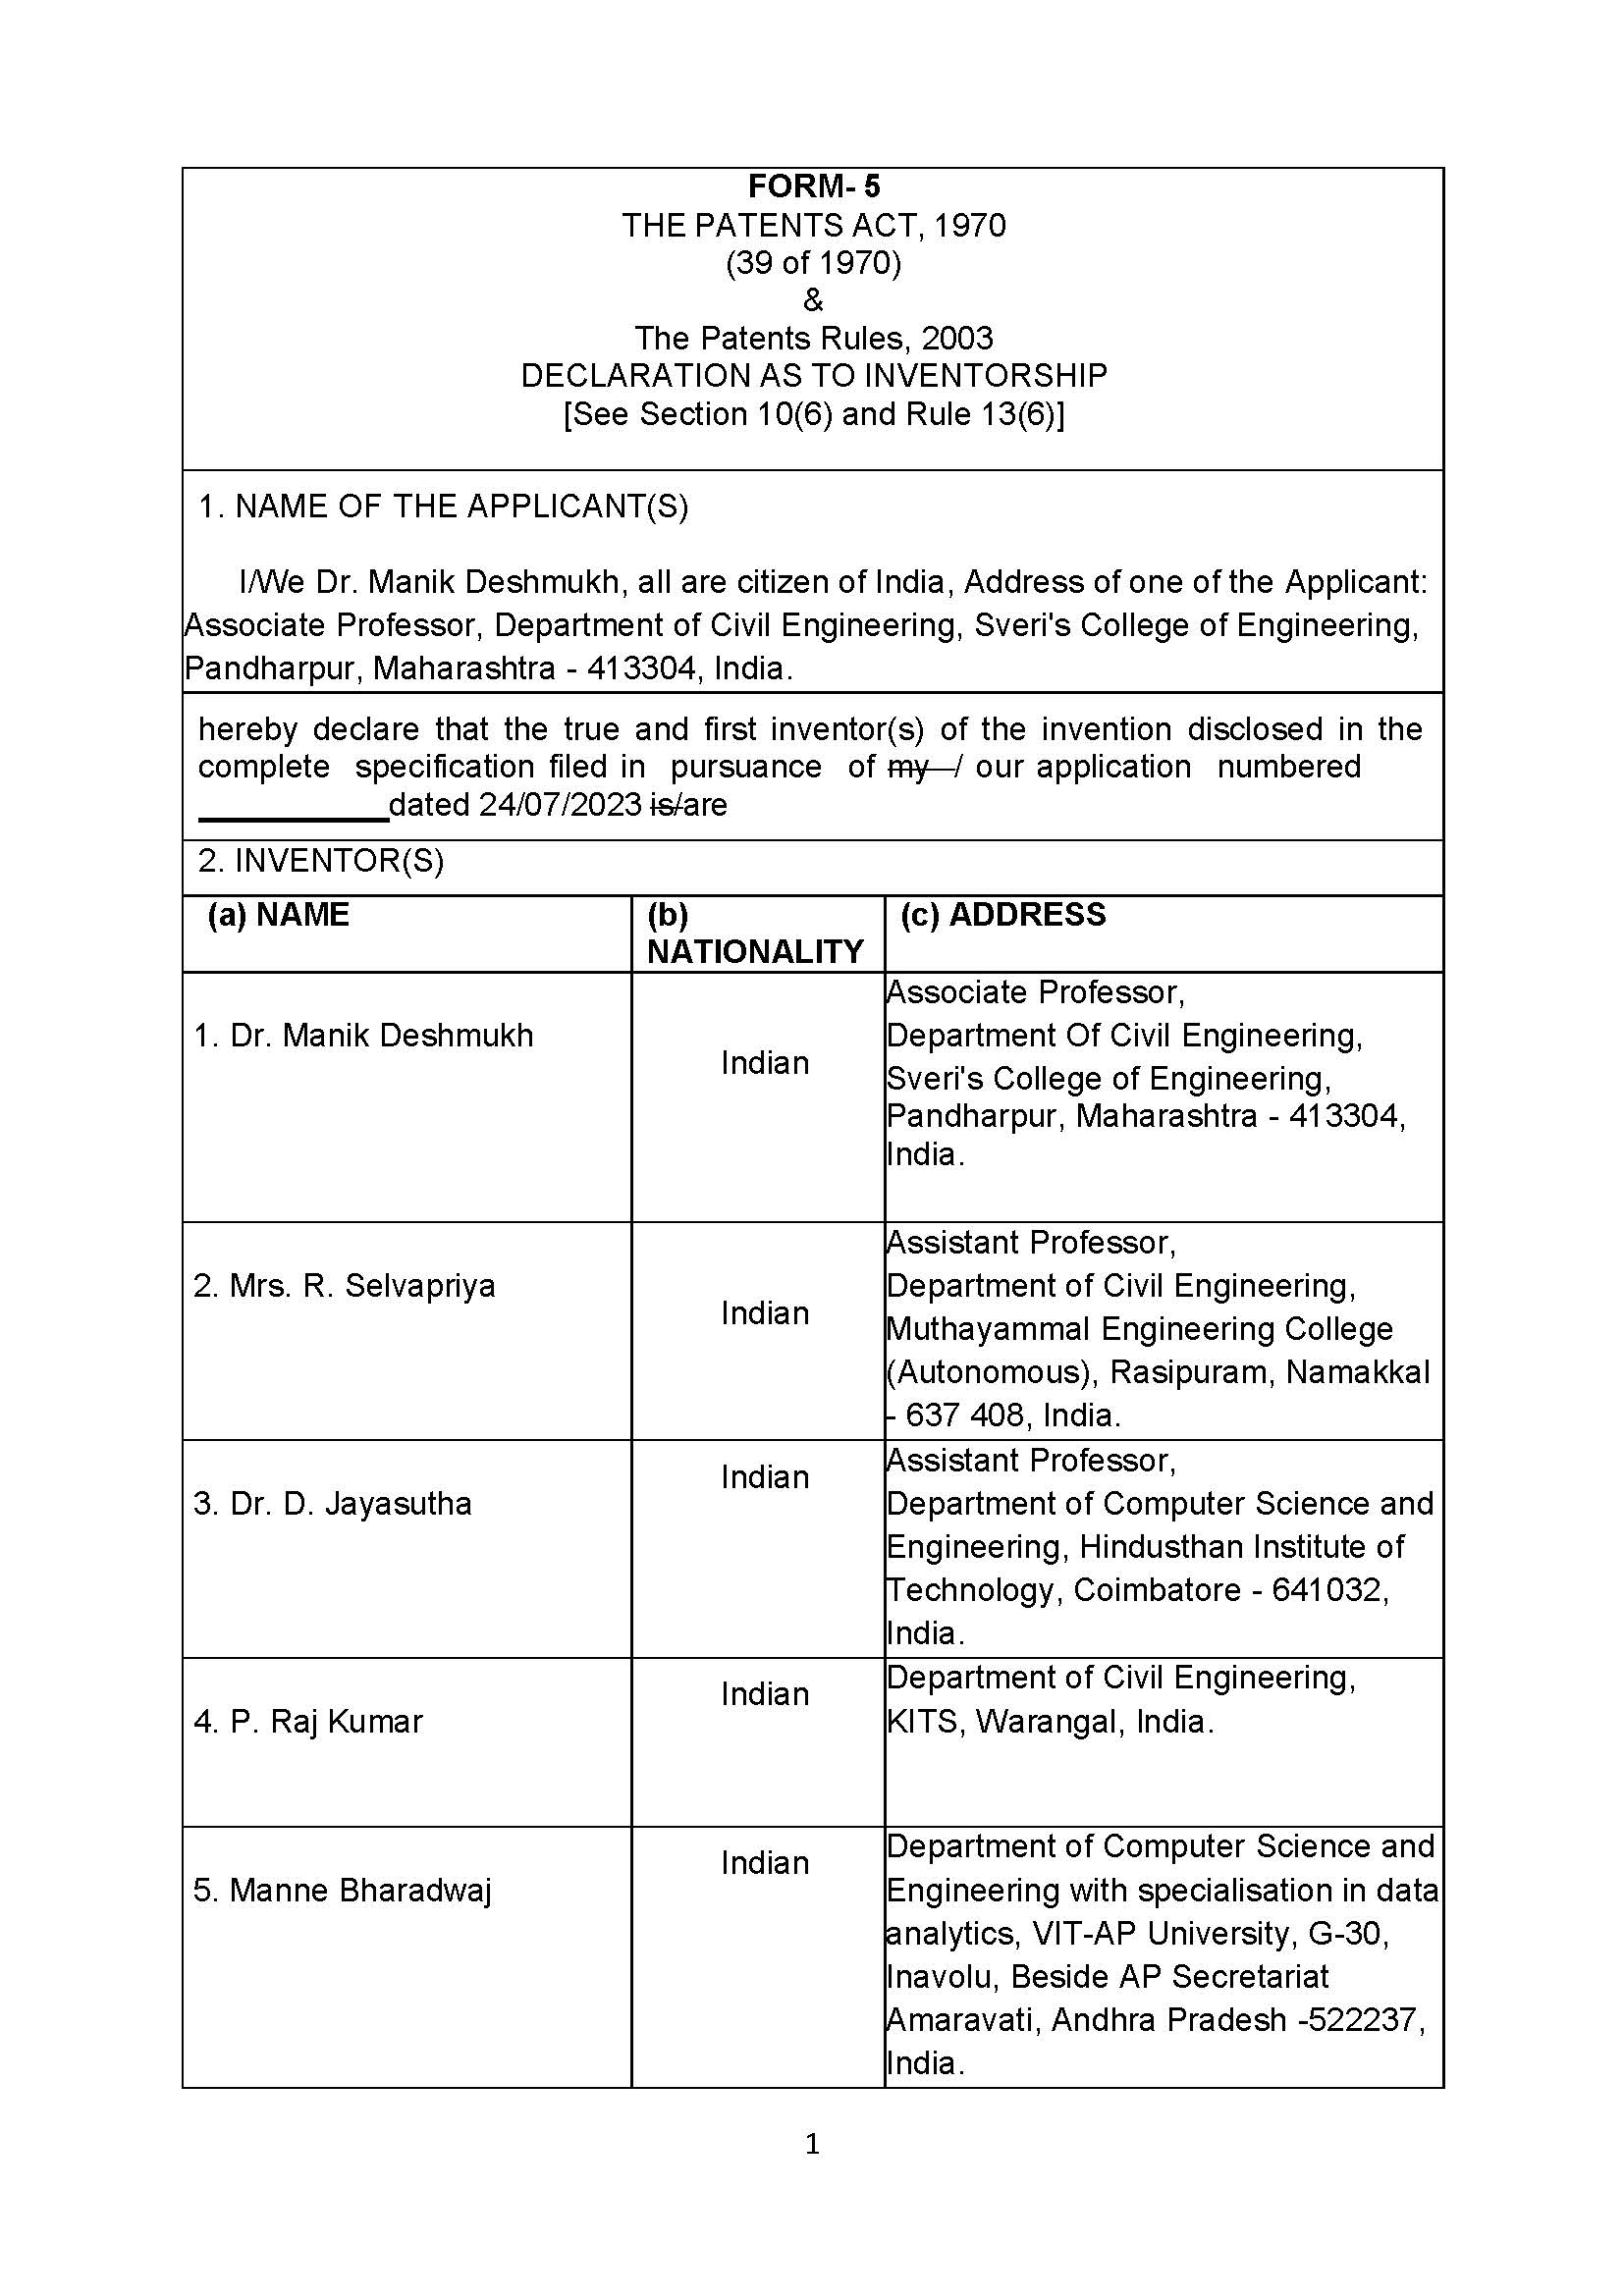 FORM- 5
THE PATENTS ACT, 1970
(39 of 1970)
&
The Patents Rules, 2003
DECLARATION AS TO INVENTORSHIP
[See Section 10(6) and Rule 13(6)]
1. NAME OF THE APPLICANT(S)
I/We Dr. Manik Deshmukh, all are citizen of India, Address of one of the Applicant:
Associate Professor, Department of Civil Engineering, Sveri's College of Engineering,
Pandharpur, Maharashtra - 413304, India.
hereby declare that the true and first inventor(s) of the invention disclosed in the
complete specification filed in pursuance of my / our application numbered
___________dated 24/07/2023 is/are
2. INVENTOR(S)
(a) NAME
(b)
NATIONALITY
(c) ADDRESS
1. Dr. Manik Deshmukh
Indian
Associate Professor,
Department Of Civil Engineering,
Sveri's College of Engineering,
Pandharpur, Maharashtra - 413304,
India.
2. Mrs. R. Selvapriya
Indian
Assistant Professor,
Department of Civil Engineering,
Muthayammal Engineering College
(Autonomous), Rasipuram, Namakkal
- 637 408, India.
3. Dr. D. Jayasutha
Indian
Assistant Professor,
Department of Computer Science and
Engineering, Hindusthan Institute of
Technology, Coimbatore - 641032,
India.
4. P. Raj Kumar
Indian
Department of Civil Engineering,
KITS, Warangal, India.
5. Manne Bharadwaj
Indian
Department of Computer Science and
Engineering with specialisation in data
analytics, VIT-AP University, G-30,
Inavolu, Beside AP Secretariat
Amaravati, Andhra Pradesh -522237,
India.
1